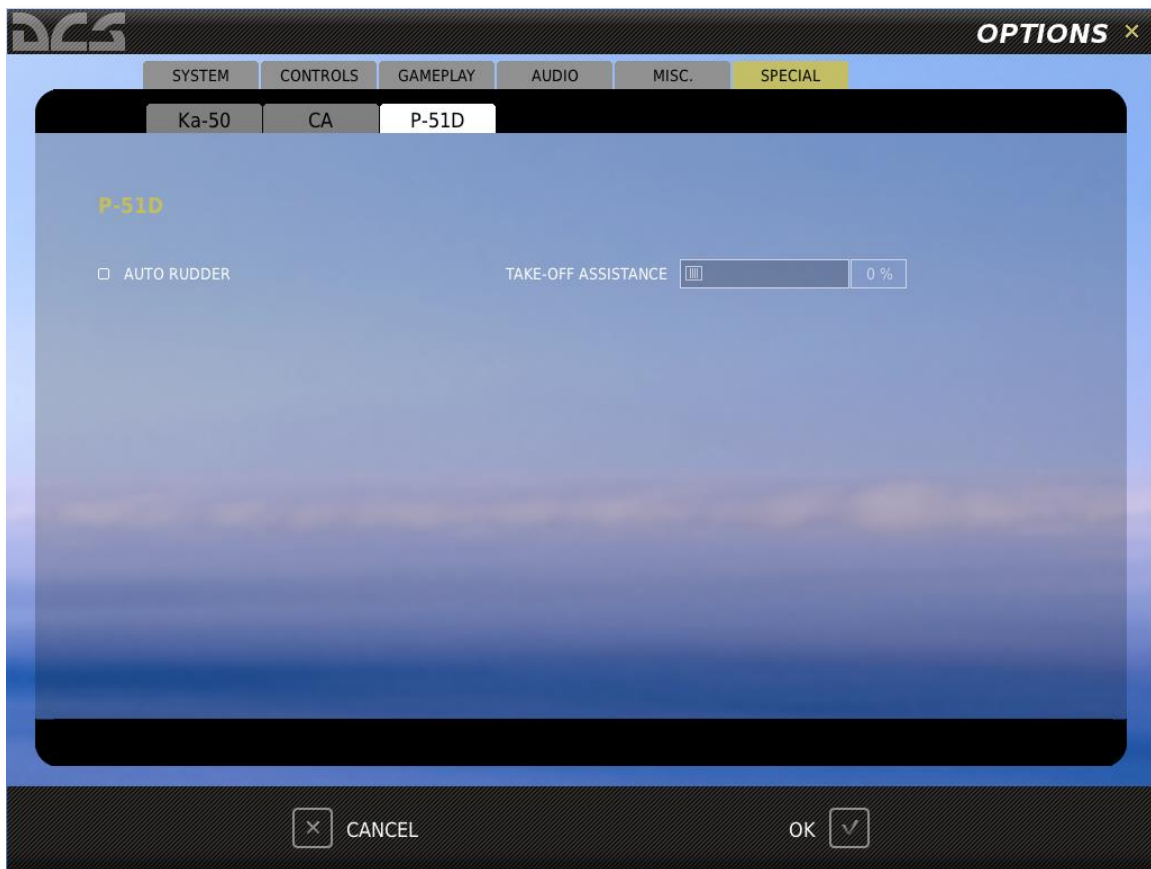 DCS OPTIONS
SYSTEM CONTROLS GAMEPLAY AUDIO MISC. SPECIAL
Ka-50 CA P-51D
P-51D
AUTO RUDDER TAKE-OFF ASSISTANCE 0 %
CANCEL OK